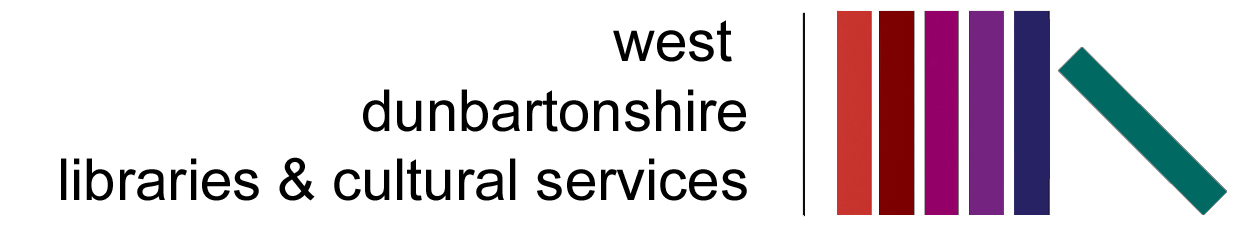 west
dunbartonshire
libraries & cultural services